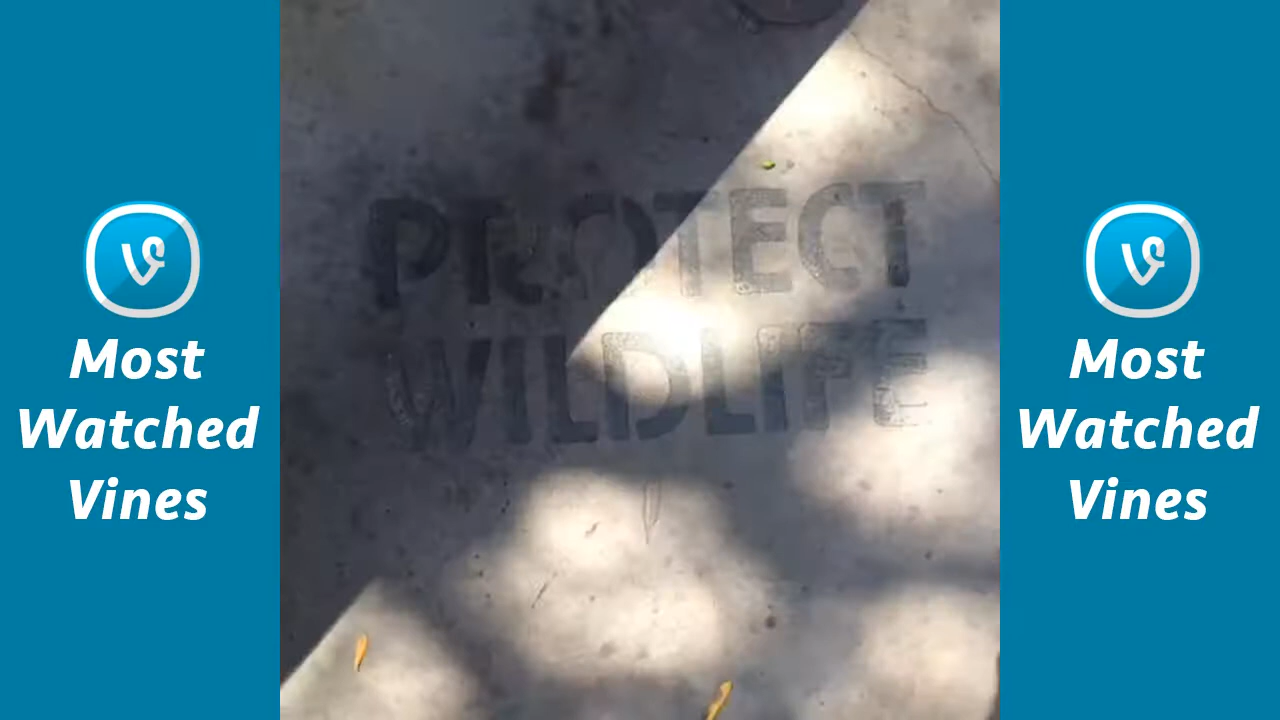 PROTECT
WILDLIFE
Most
Watched
Vines
Most
Watched
Vines